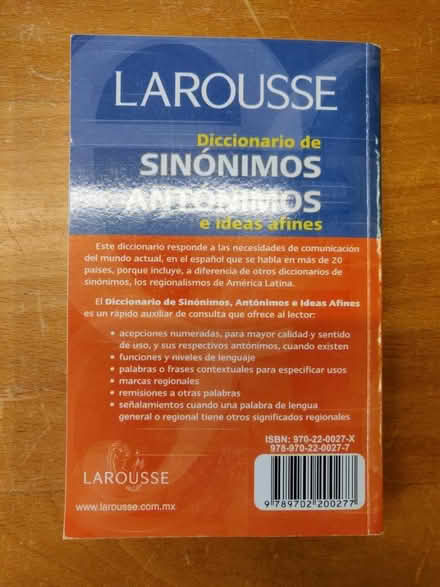 LAROUSSE
Diccionario de
SINÓNIMOS
ANTÓNIMOS
e ideas afines
Este diccionario responde a las necesidades de comunicación
del mundo actual, en el español que se habla en más de 20
países, porque incluye, a diferencia de otros diccionarios de
sinónimos, los regionalismos de América Latina.
El Diccionario de Sinónimos, Antónimos e Ideas Afines
es un rápido auxiliar de consulta que ofrece al lector:
• acepciones numeradas, para mayor calidad y sentido
de uso, y sus respectivos antónimos, cuando existen
• funciones y niveles de lenguaje
• palabras o frases contextuales para especificar usos
• marcas regionales
• remisiones a otras palabras
• señalamientos cuando una palabra de lengua
general o regional tiene otros significados regionales
ISBN: 970-22-0027-X
978-970-22-0027-7
9 789702 200277
LAROUSSE
www.larousse.com.mx